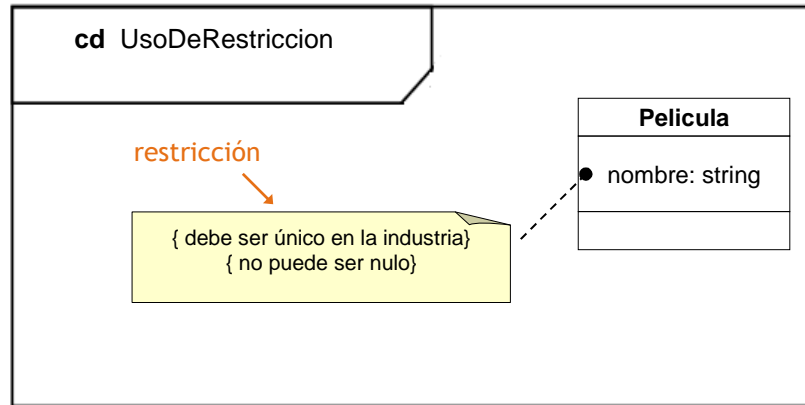 cd UsoDeRestriccion
restricción
Pelicula
nombre: string
{ debe ser único en la industria}
{ no puede ser nulo}